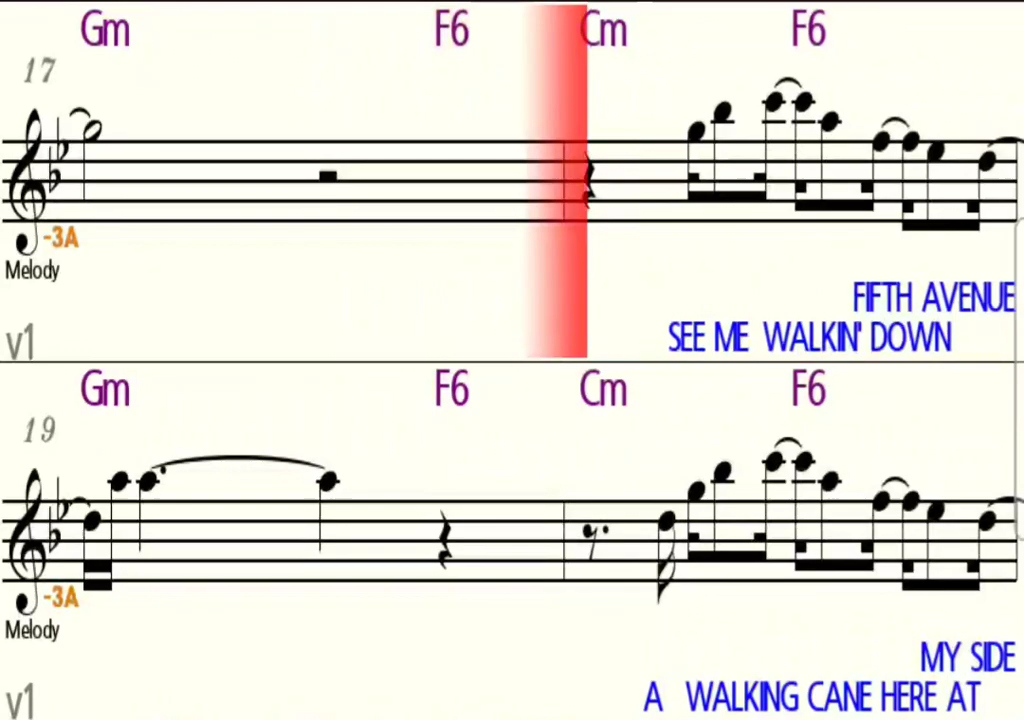 Gm F6 Cm F6
17
-3A
Melody
FIFTH AVENUE
v1 SEE ME WALKIN' DOWN
Gm F6 Cm F6
19
-3A
Melody
MY SIDE
v1 A WALKING CANE HERE AT